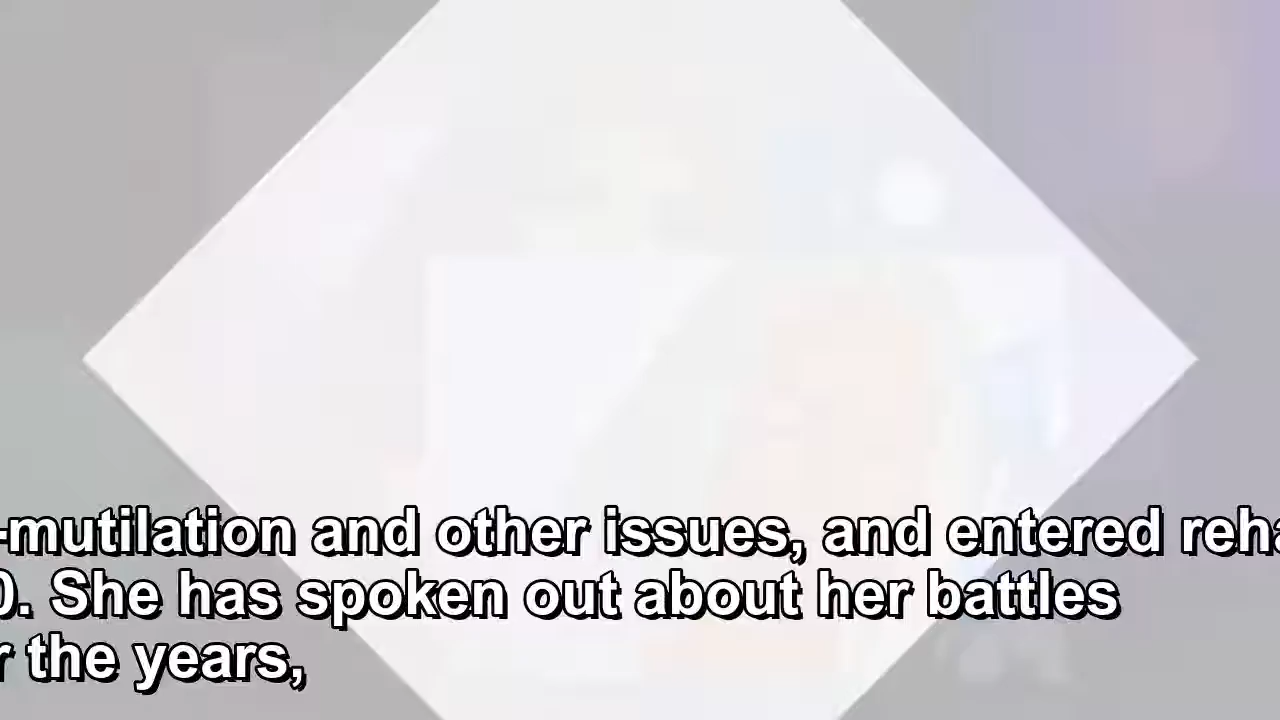 -mutilation and other issues, and entered reha
0. She has spoken out about her battles
r the years,